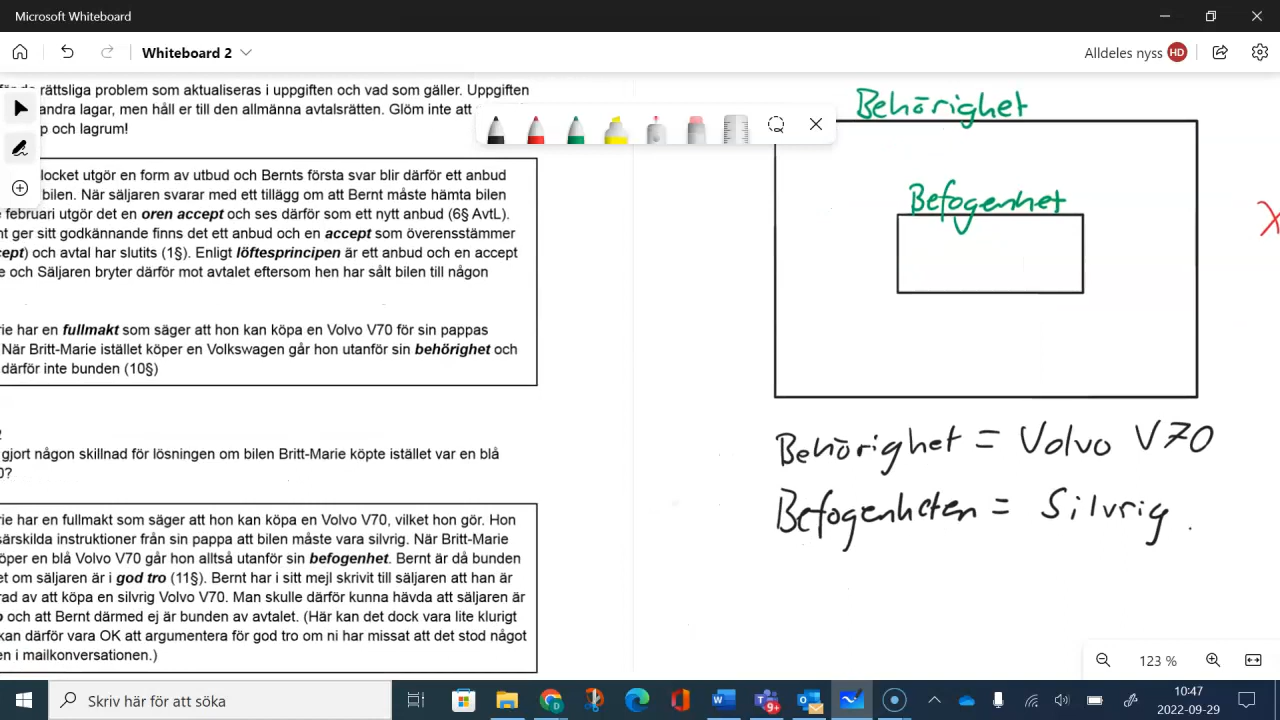 Microsoft Whiteboard
Whiteboard 2
Alldeles nyss HD
rättsliga problem som aktualiseras i uppgiften och vad som gäller. Uppgiften
andra lagar, men håll er till den allmänna avtalsrätten. Glöm inte att
och lagrum!
locket utgör en form av utbud och Bernts första svar blir därför ett anbud
bilen. När säljaren svarar med ett tillägg om att Bernt måste hämta bilen
februari utgör det en oren accept och ses därför som ett nytt anbud (6§ AvtL).
nt ger sitt godkännande finns det ett anbud och en accept som överensstämmer
cept) och avtal har slutits (1§). Enligt löftesprincipen är ett anbud och en accept
e och Säljaren bryter därför mot avtalet eftersom hen har sålt bilen till någon
rie har en fullmakt som säger att hon kan köpa en Volvo V70 för sin pappas
När Britt-Marie istället köper en Volkswagen går hon utanför sin behörighet och
därför inte bunden (10§)
2
gjort någon skillnad för lösningen om bilen Britt-Marie köpte istället var en blå
0?
rie har en fullmakt som säger att hon kan köpa en Volvo V70, vilket hon gör. Hon
särskilda instruktioner från sin pappa att bilen måste vara silvrig. När Britt-Marie
öper en blå Volvo V70 går hon alltså utanför sin befogenhet. Bernt är då bunden
et om säljaren är i god tro (11§). Bernt har i sitt mejl skrivit till säljaren att han är
rad av att köpa en silvrig Volvo V70. Man skulle därför kunna hävda att säljaren är
o och att Bernt därmed ej är bunden av avtalet. (Här kan det dock vara lite klurigt
kan därför vara OK att argumentera för god tro om ni har missat att det stod något
en i mailkonversationen.)
Behörighet
Befogenhet
Behörighet = Volvo V70
Befogenheten = Silvrig.
123 %
Skriv här för att söka
9+
10:47
2022-09-29